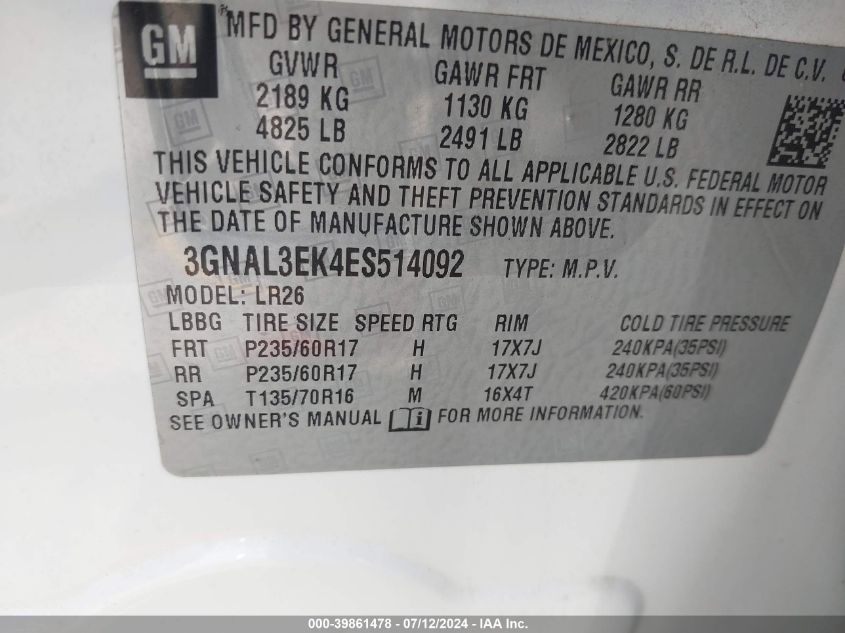 GM
MFD BY GENERAL MOTORS DE MEXICO, S. DE R.L. DE C.V.
GVWR GAWR FRT GAWR RR
2189 KG 1130 KG 1280 KG
4825 LB 2491 LB 2822 LB
THIS VEHICLE CONFORMS TO ALL APPLICABLE U.S. FEDERAL MOTOR
VEHICLE SAFETY AND THEFT PREVENTION STANDARDS IN EFFECT ON
THE DATE OF MANUFACTURE SHOWN ABOVE.
3GNAL3EK4ES514092 TYPE: M.P.V.
MODEL: LR26
LBBG TIRE SIZE SPEED RTG RIM COLD TIRE PRESSURE
FRT P235/60R17 H 17X7J 240KPA(35PSI)
RR P235/60R17 H 17X7J 240KPA(35PSI)
SPA T135/70R16 M 16X4T 420KPA(60PSI)
SEE OWNER'S MANUAL i FOR MORE INFORMATION.
000-39861478 - 07/12/2024 - IAA Inc.